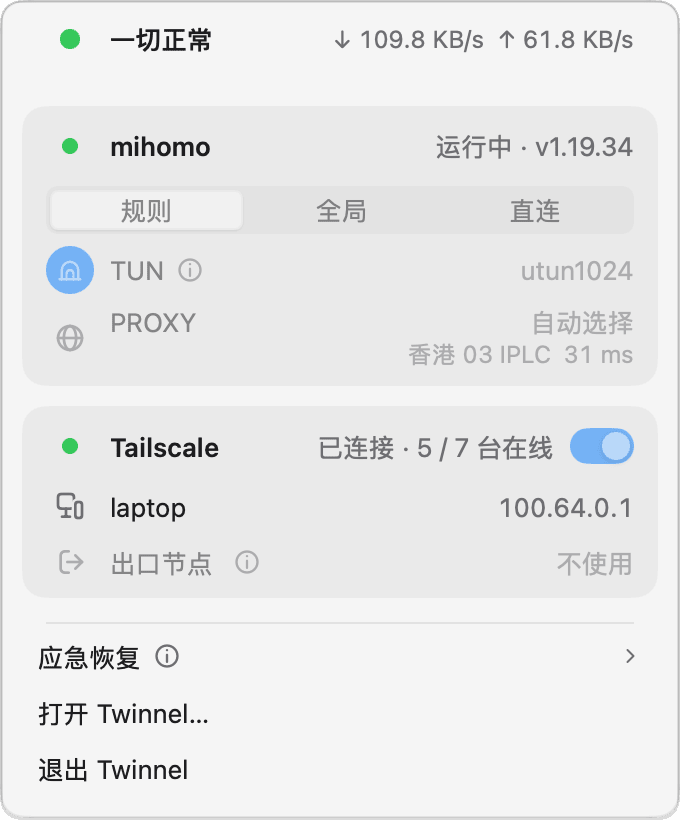 一切正常 ↓ 109.8 KB/s ↑ 61.8 KB/s
mihomo 运行中 · v1.19.34
规则 全局 直连
TUN utun1024
PROXY 自动选择
香港 03 IPLC 31 ms
Tailscale 已连接 · 5 / 7 台在线
laptop 100.64.0.1
出口节点 不使用
应急恢复
打开 Twinnel...
退出 Twinnel